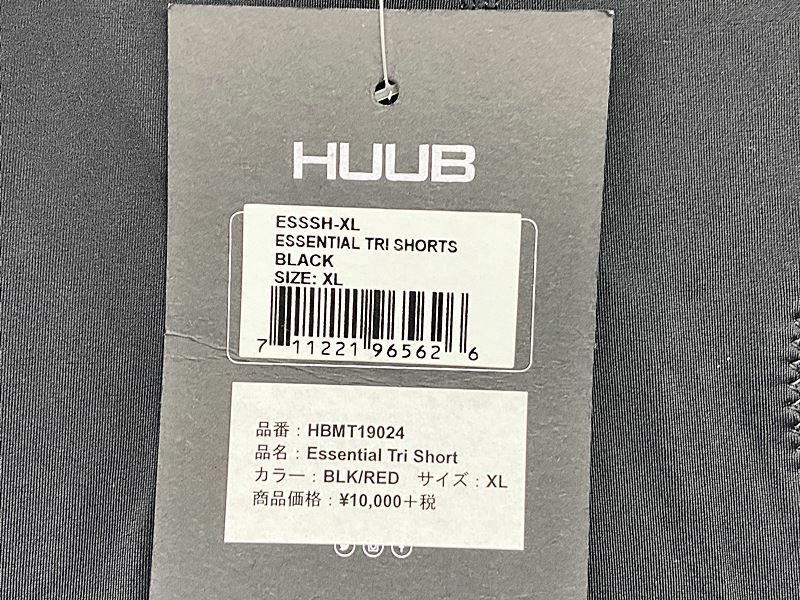 HUUB
ESSSH-XL
ESSENTIAL TRI SHORTS
BLACK
SIZE: XL
7 11221 96562 6
品番：HBMT19024
品名：Essential Tri Short
カラー：BLK/RED サイズ：XL
商品価格：¥10,000＋税